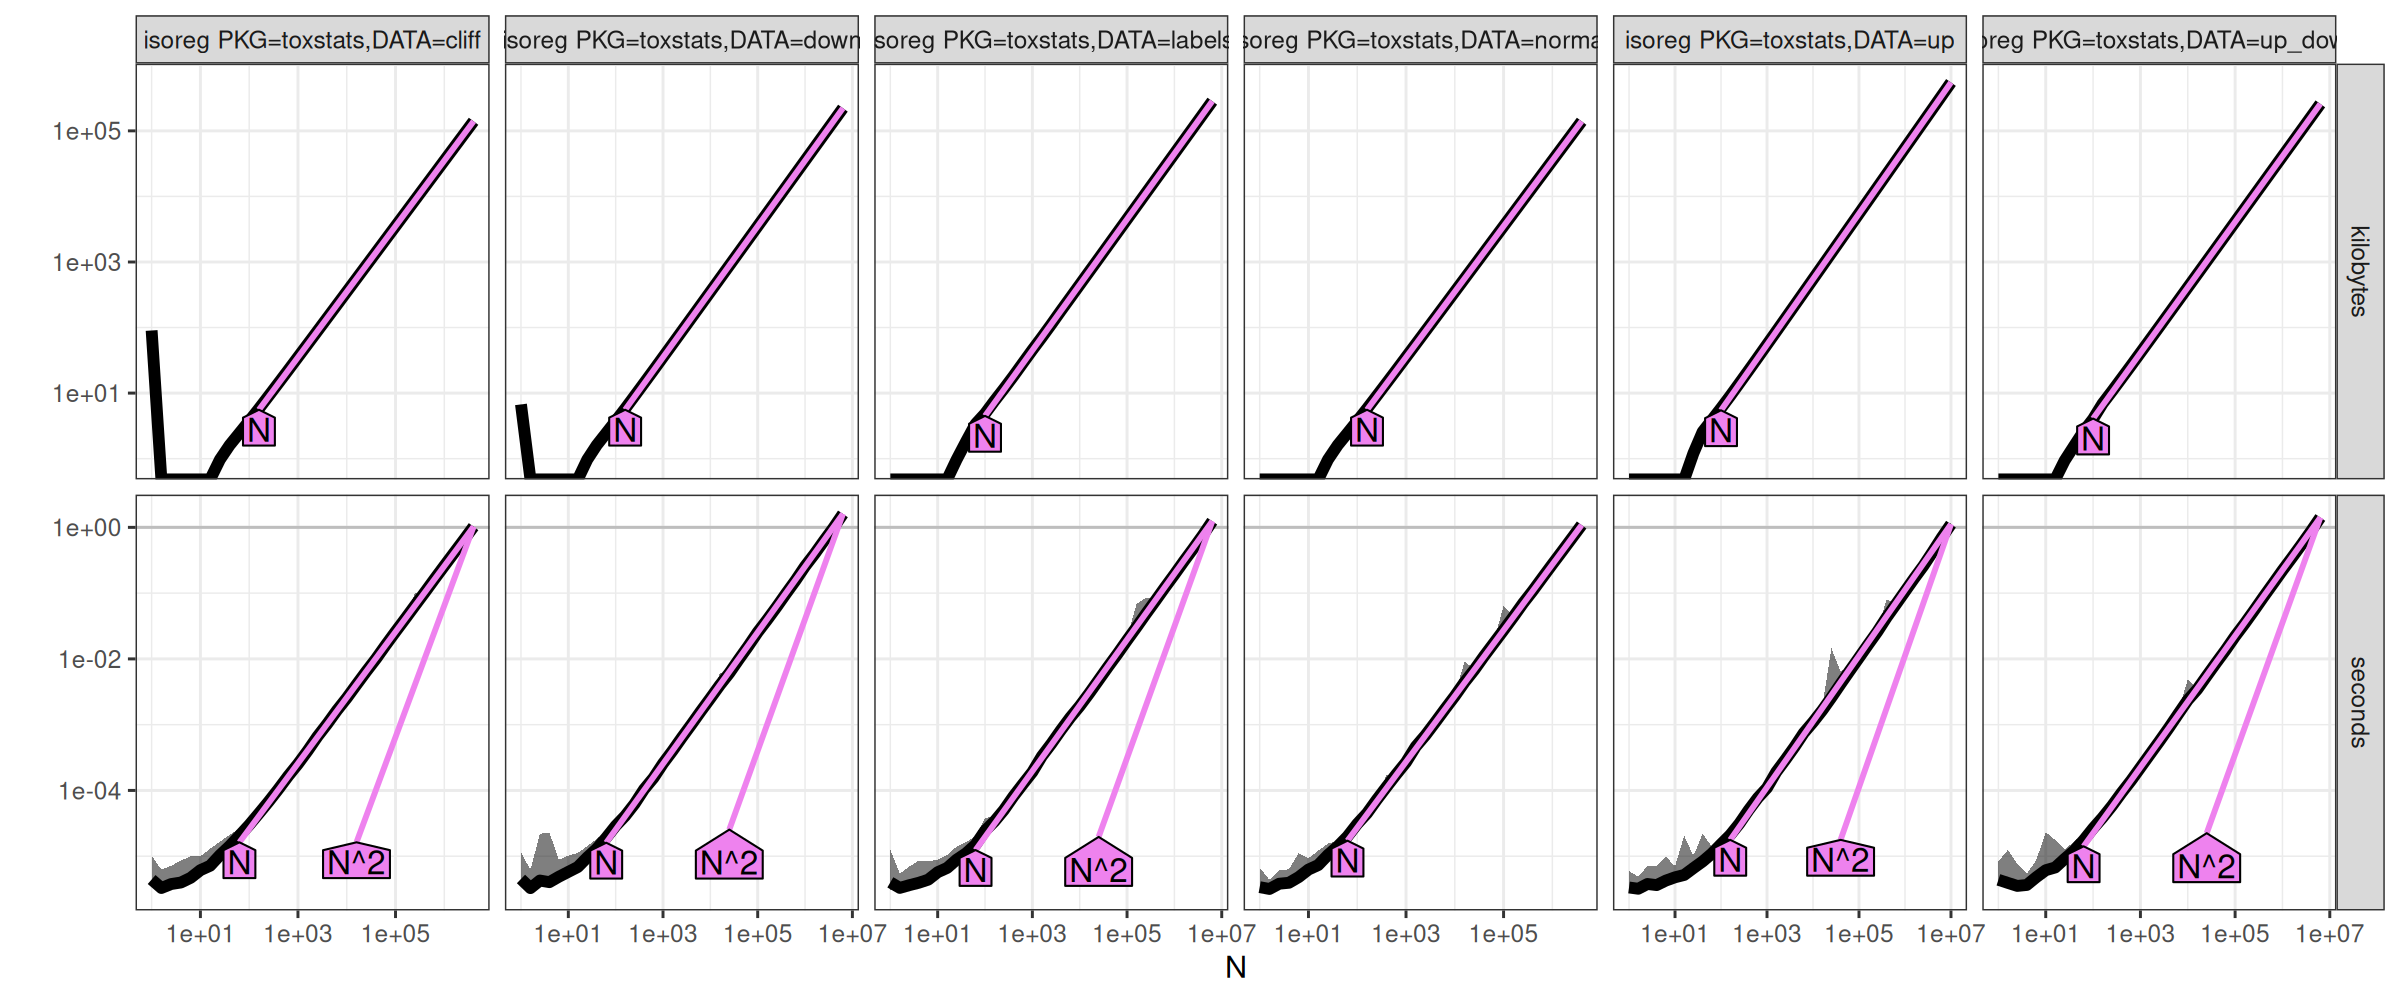 isoreg PKG=toxstats,DATA=cliff
isoreg PKG=toxstats,DATA=down
soreg PKG=toxstats,DATA=labels
soreg PKG=toxstats,DATA=norma
isoreg PKG=toxstats,DATA=up
oreg PKG=toxstats,DATA=up_dow
1e+05
1e+03
1e+01
N
N
N
N
N
N
kilobytes
1e+00
1e-02
1e-04
N
N^2
N
N^2
N
N^2
N
N
N^2
N
N^2
seconds
1e+01 1e+03 1e+05
1e+01 1e+03 1e+05 1e+07
1e+01 1e+03 1e+05 1e+07
1e+01 1e+03 1e+05
1e+01 1e+03 1e+05 1e+07
1e+01 1e+03 1e+05 1e+07
N